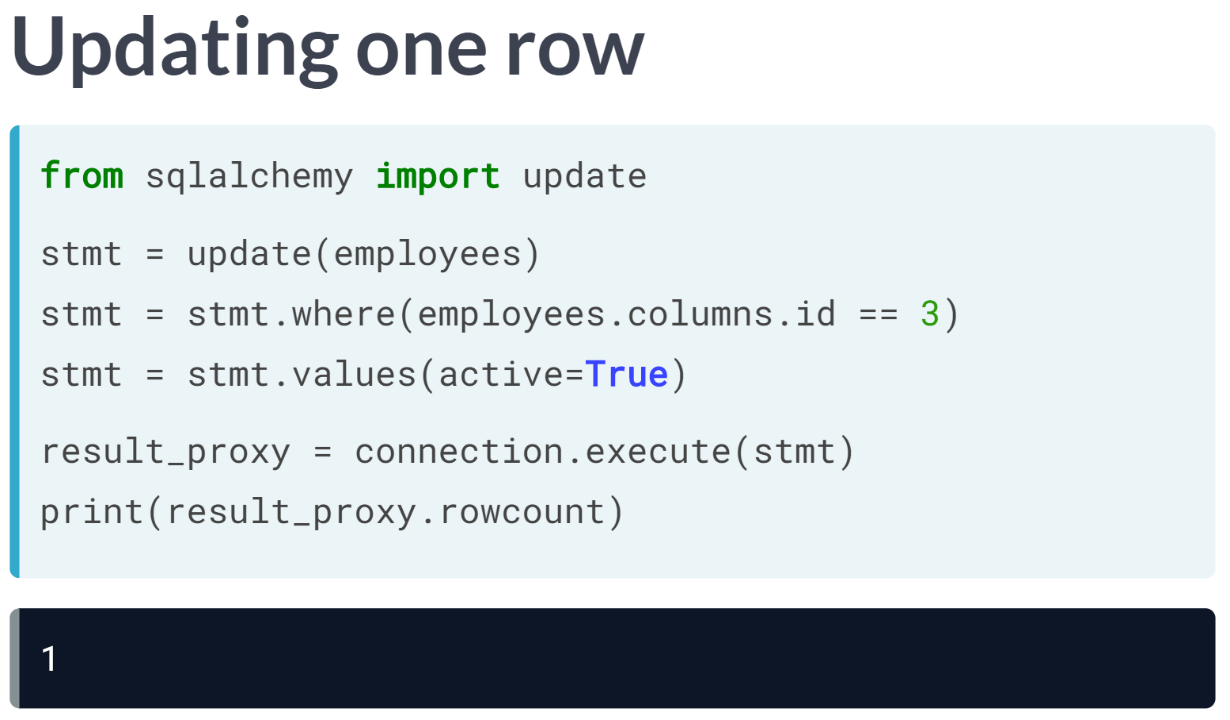 Updating one row
from sqlalchemy import update
stmt = update(employees)
stmt = stmt.where(employees.columns.id == 3)
stmt = stmt.values(active=True)
result_proxy = connection.execute(stmt)
print(result_proxy.rowcount)
1